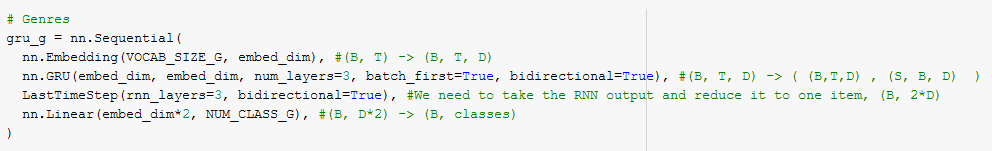 # Genres
gru_g = nn.Sequential(
  nn.Embedding(VOCAB_SIZE_G, embed_dim), #(B, T) -> (B, T, D)
  nn.GRU(embed_dim, embed_dim, num_layers=3, batch_first=True, bidirectional=True), #(B, T, D) -> ( (B,T,D) , (S, B, D)  )
  LastTimeStep(rnn_layers=3, bidirectional=True), #We need to take the RNN output and reduce it to one item, (B, 2*D)
  nn.Linear(embed_dim*2, NUM_CLASS_G), #(B, D*2) -> (B, classes)
)